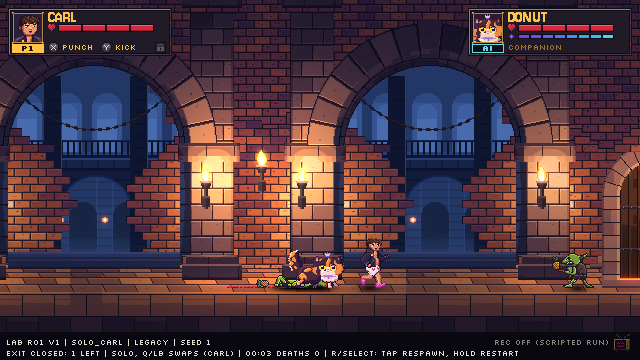 CARL
P1
X PUNCH Y KICK
DONUT
AI
COMPANION
LAB R01 V1 | SOLO_CARL | LEGACY | SEED 1
REC OFF (SCRIPTED RUN)
EXIT CLOSED: 1 LEFT | SOLO, Q/LB SWAPS (CARL) | 00:03 DEATHS 0 | R/SELECT: TAP RESPAWN, HOLD RESTART